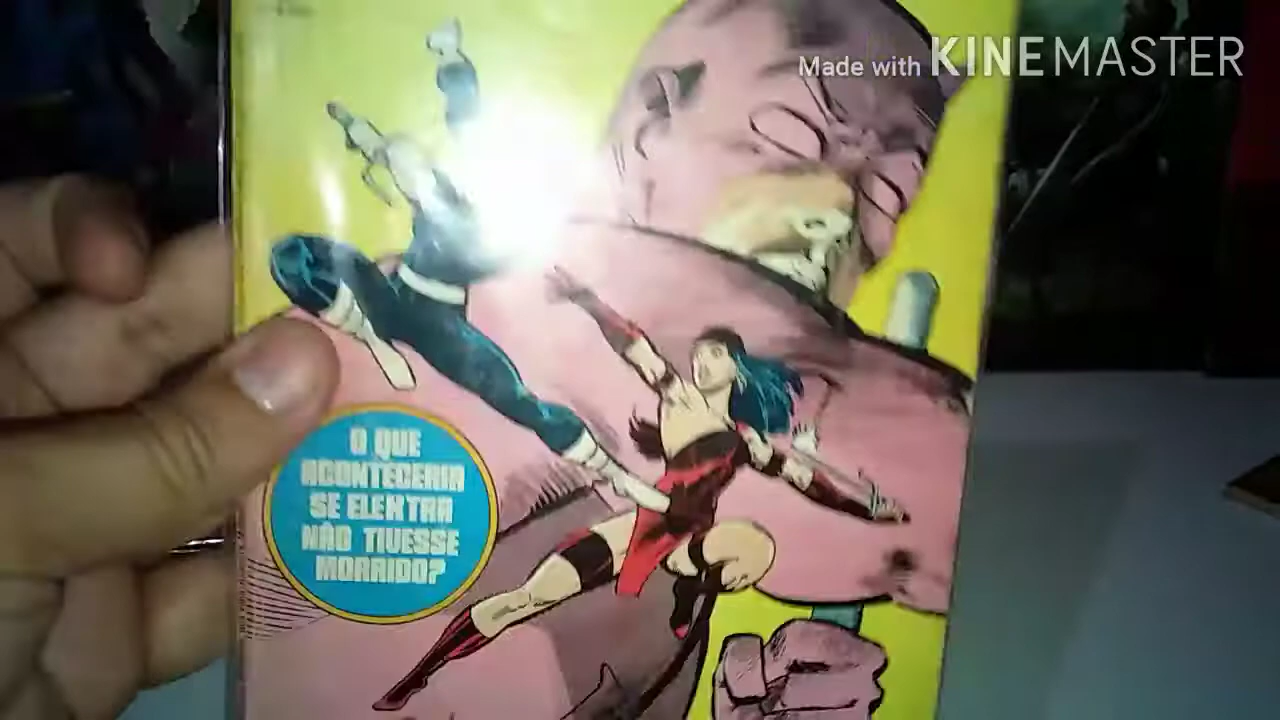 Made with KINEMASTER
O QUE
ACONTECERIA
SE ELEKTRA
NÃO TIVESSE
MORRIDO?